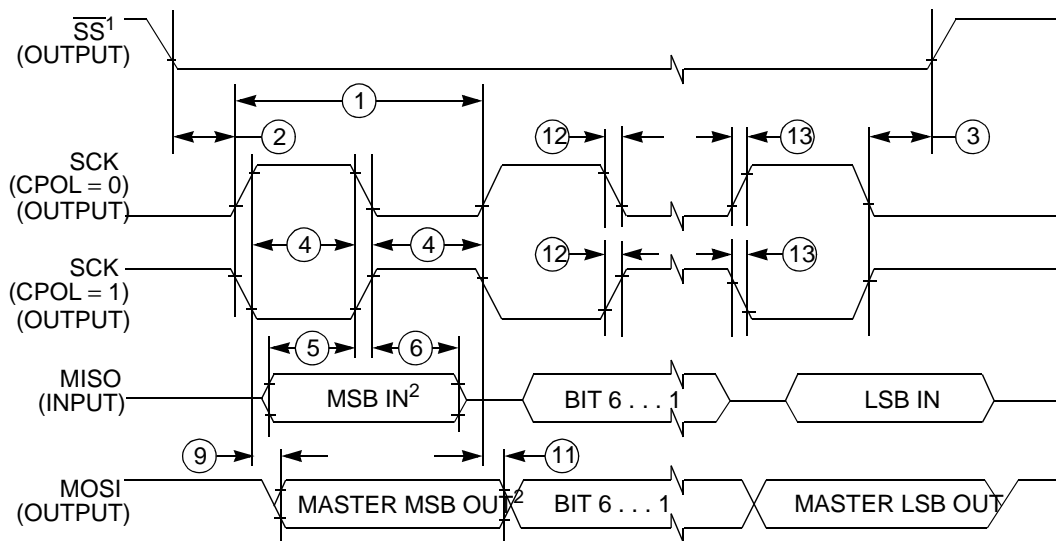 SS1
(OUTPUT)
1
2
12
13
3
SCK
(CPOL = 0)
(OUTPUT)
4
4
12
13
SCK
(CPOL = 1)
(OUTPUT)
5
6
MISO
(INPUT)
MSB IN2
BIT 6 . . . 1
LSB IN
9
11
MOSI
(OUTPUT)
MASTER MSB OUT2
BIT 6 . . . 1
MASTER LSB OUT